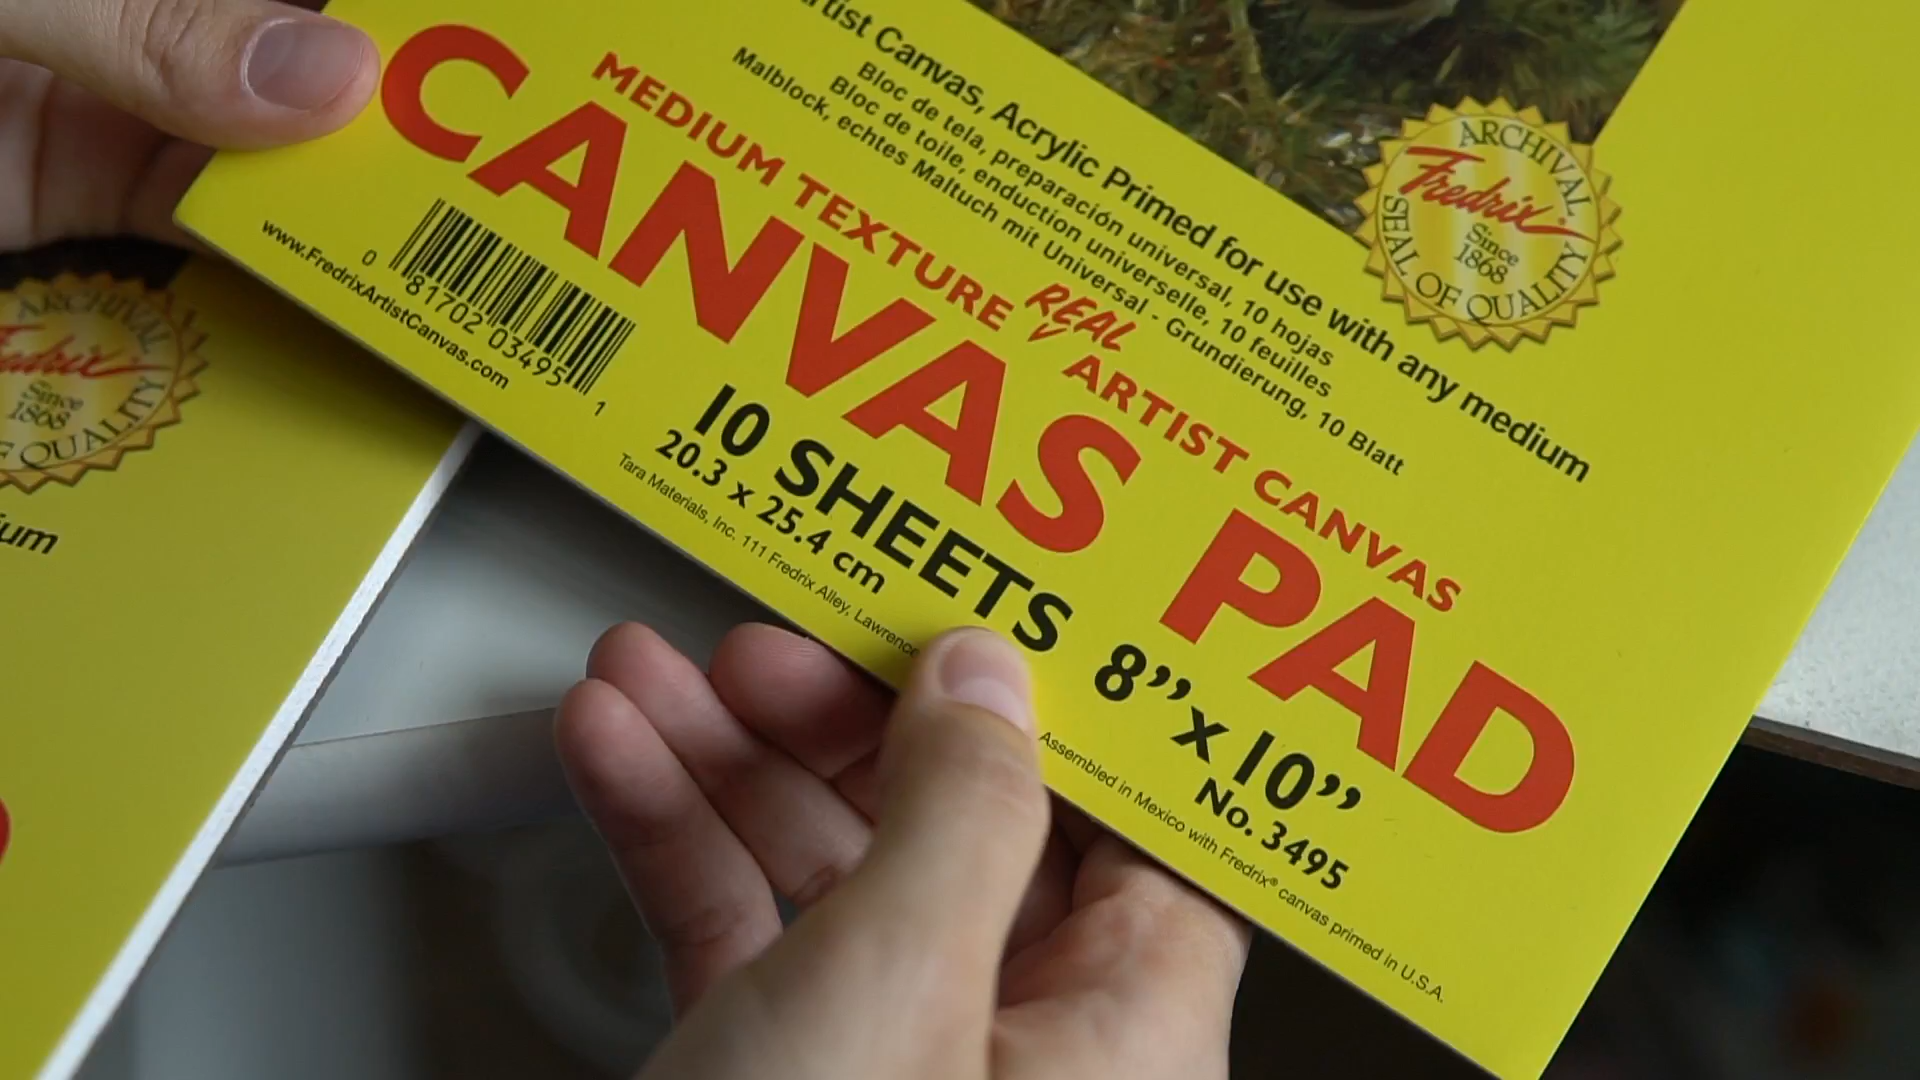 Artist Canvas, Acrylic Primed for use with any medium
Bloc de tela, preparación universal, 10 hojas
Bloc de toile, enduction universelle, 10 feuilles
Malblock, echtes Maltuch mit Universal - Grundierung, 10 Blatt
MEDIUM TEXTURE REAL ARTIST CANVAS
CANVAS PAD
10 SHEETS 8” x 10”
20.3 x 25.4 cm
No. 3495
Tara Materials, Inc. 111 Fredrix Alley, Lawrence
Assembled in Mexico with Fredrix® canvas primed in U.S.A.
0 81702 03495 1
www.FredrixArtistCanvas.com
ARCHIVAL
Fredrix
Since
1868
SEAL OF QUALITY
ARCHIVAL
Fredrix
Since
1868
OF QUALITY